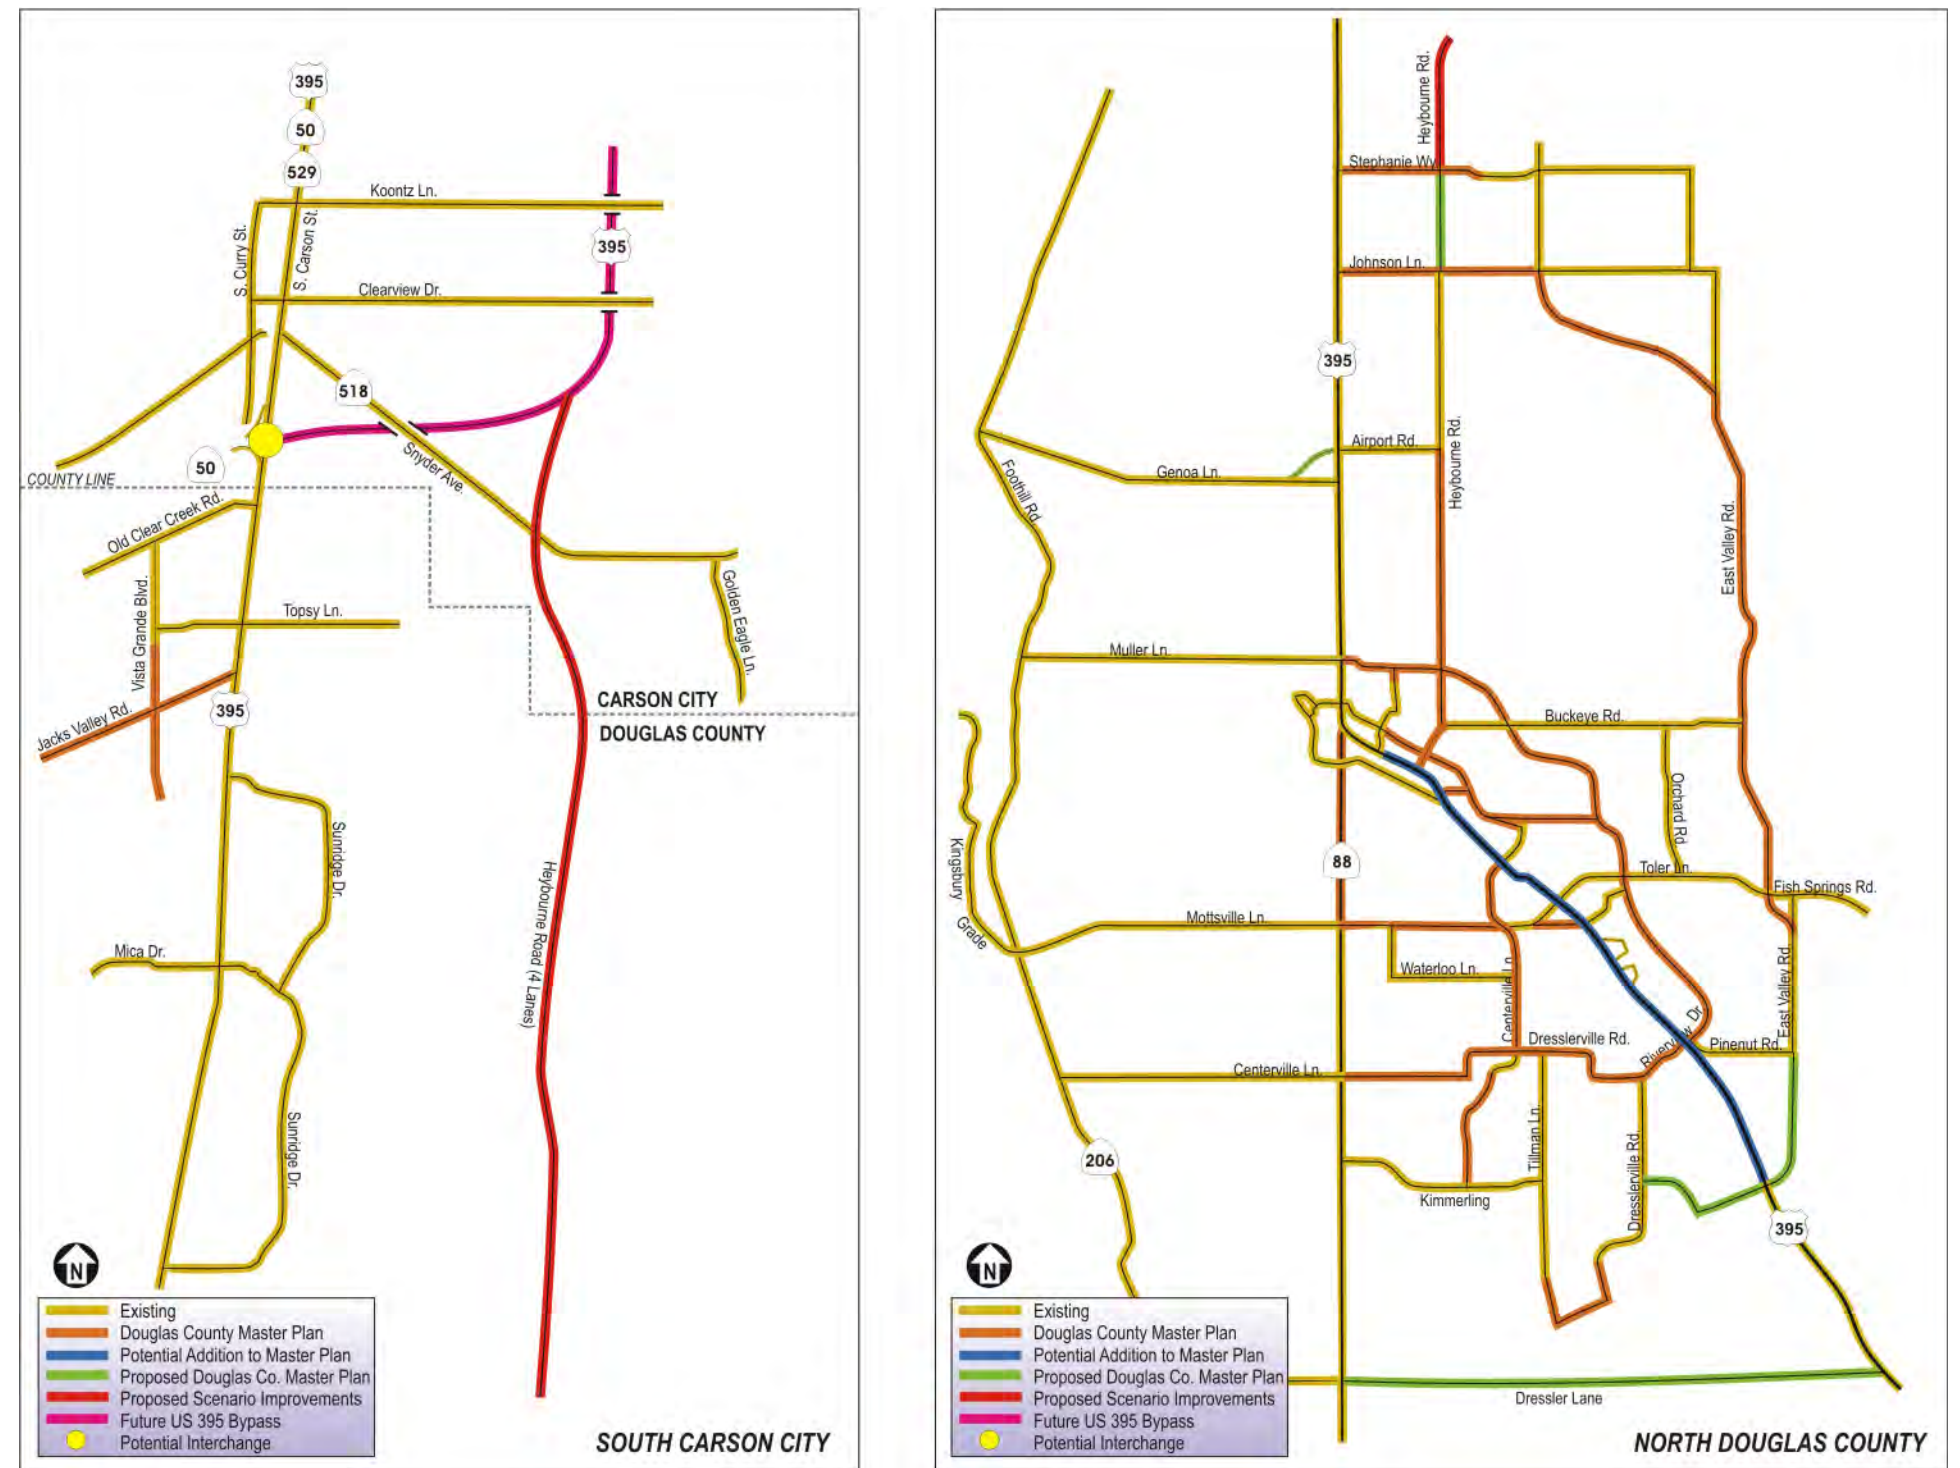 395
50
529
Koontz Ln.
S. Curry St.
S. Carson St.
395
Clearview Dr.
518
50
Snyder Ave.
COUNTY LINE
Old Clear Creek Rd.
Vista Grande Blvd.
Topsy Ln.
Golden Eagle Ln.
Jacks Valley Rd.
395
CARSON CITY
DOUGLAS COUNTY
Sunridge Dr.
Heybourne Road (4 Lanes)
Mica Dr.
Sunridge Dr.
N
Existing
Douglas County Master Plan
Potential Addition to Master Plan
Proposed Douglas Co. Master Plan
Proposed Scenario Improvements
Future US 395 Bypass
Potential Interchange
SOUTH CARSON CITY
Heybourne Rd.
Stephanie Wy
Johnson Ln.
395
Airport Rd.
Heybourne Rd.
Genoa Ln.
Foothill Rd
East Valley Rd.
Muller Ln.
Buckeye Rd.
Orchard Rd.
Kingsbury
Grade
88
Toler Ln.
Fish Springs Rd.
Mottsville Ln.
Waterloo Ln.
Centerville Ln.
East Valley Rd.
Dresslerville Rd.
Riverview Dr
Pinenut Rd.
Centerville Ln.
Tillman Ln.
Dresslerville Rd.
206
Kimmerling
395
N
Existing
Douglas County Master Plan
Potential Addition to Master Plan
Proposed Douglas Co. Master Plan
Proposed Scenario Improvements
Future US 395 Bypass
Potential Interchange
Dressler Lane
NORTH DOUGLAS COUNTY